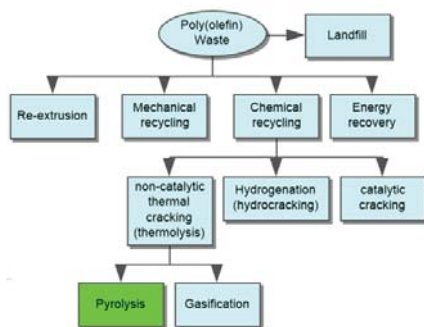 Poly(olefin)
Waste
Landfill
Re-extrusion
Mechanical
recycling
Chemical
recycling
Energy
recovery
non-catalytic
thermal
cracking
(thermolysis)
Hydrogenation
(hydrocracking)
catalytic
cracking
Pyrolysis
Gasification